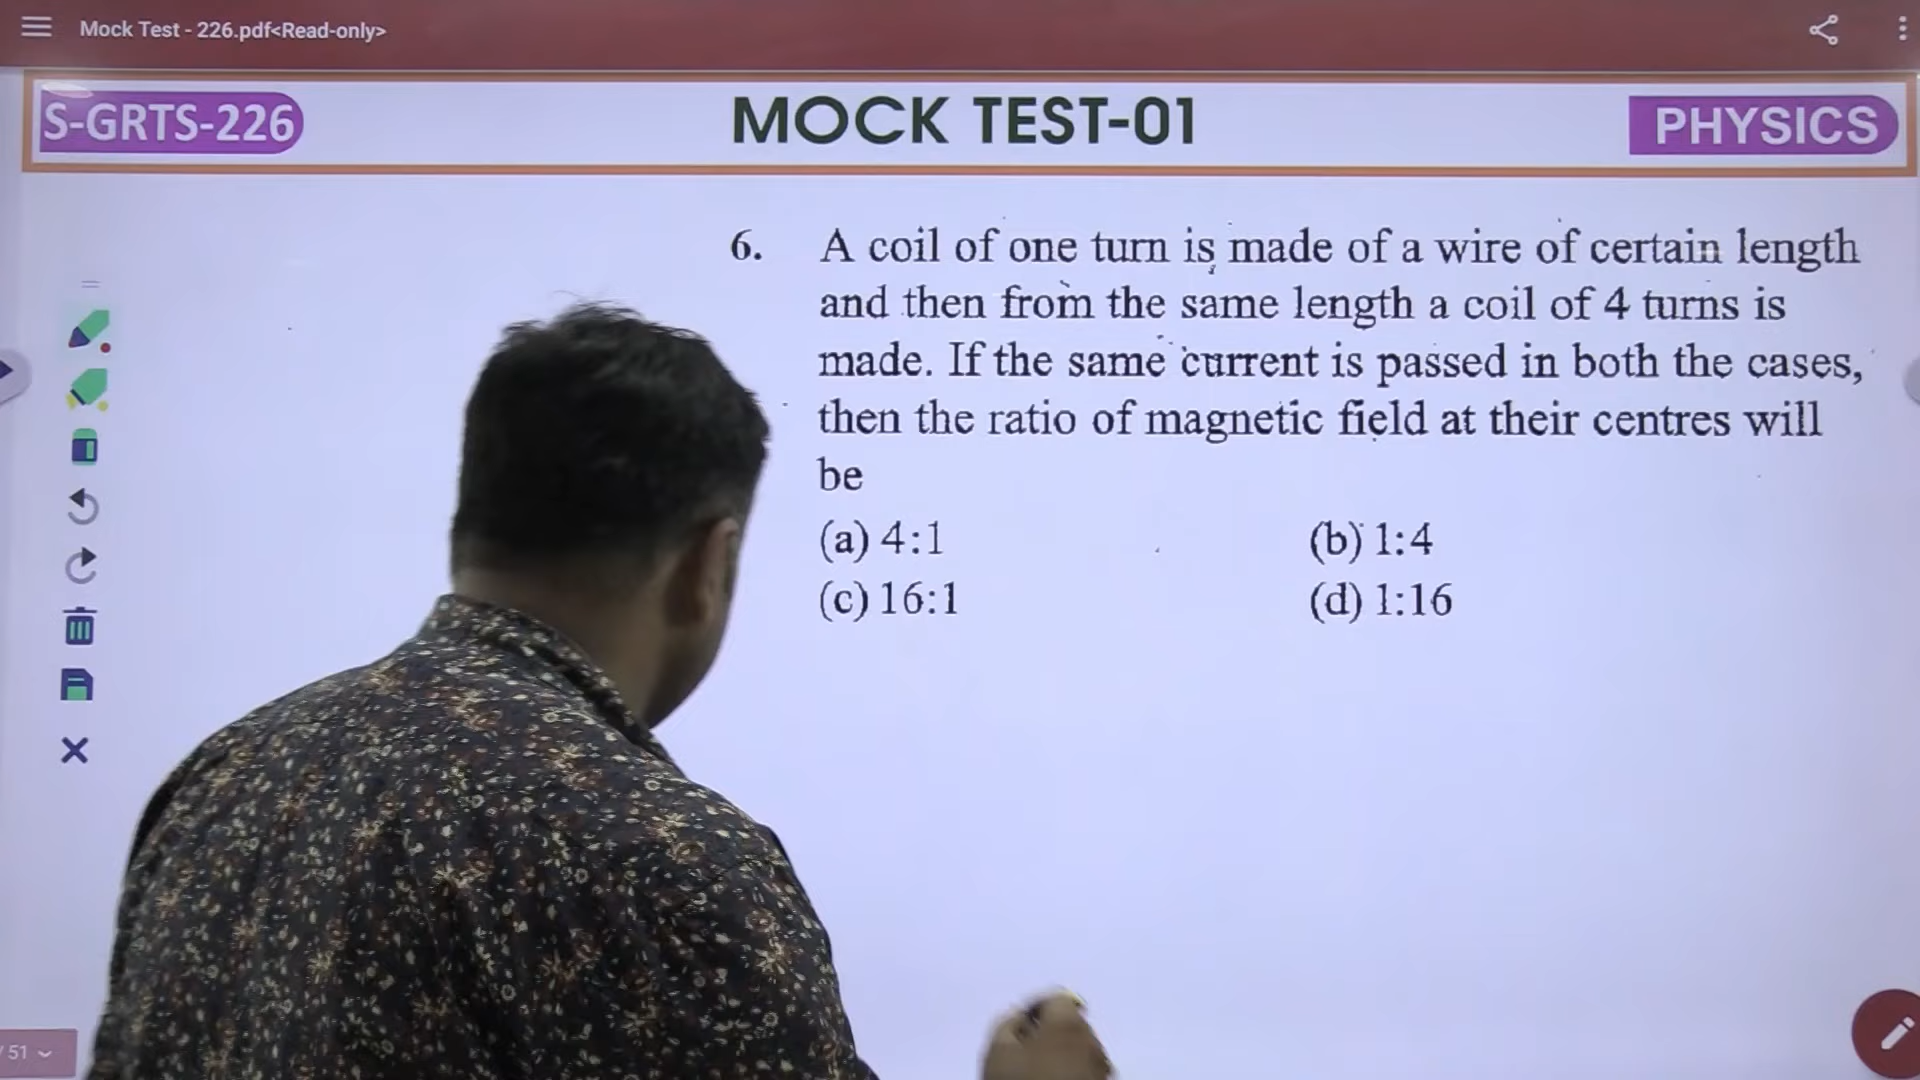 Mock Test - 226.pdf<Read-only>
S-GRTS-226
MOCK TEST-01
PHYSICS
6. A coil of one turn is made of a wire of certain length
and then from the same length a coil of 4 turns is
made. If the same current is passed in both the cases,
then the ratio of magnetic field at their centres will
be
(a) 4:1 (b) 1:4
(c) 16:1 (d) 1:16
/ 51